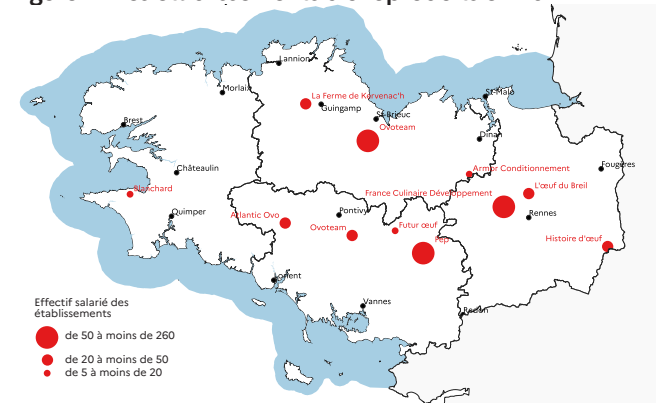 Lannion
Morlaix
La Ferme de Kervenac'h
Guingamp
St-Malo
St-Brieuc
Ovoteam
Brest
Dinan
Fougères
Châteaulin
Armor Conditionnement
Blanchard
France Culinaire Développement
L'œuf du Breil
Quimper
Atlantic Ovo
Pontivy
Rennes
Ovoteam
Futur œuf
Pep
Histoire d'œuf
Lorient
Vannes
Redon
Effectif salarié des
établissements
de 50 à moins de 260
de 20 à moins de 50
de 5 à moins de 20